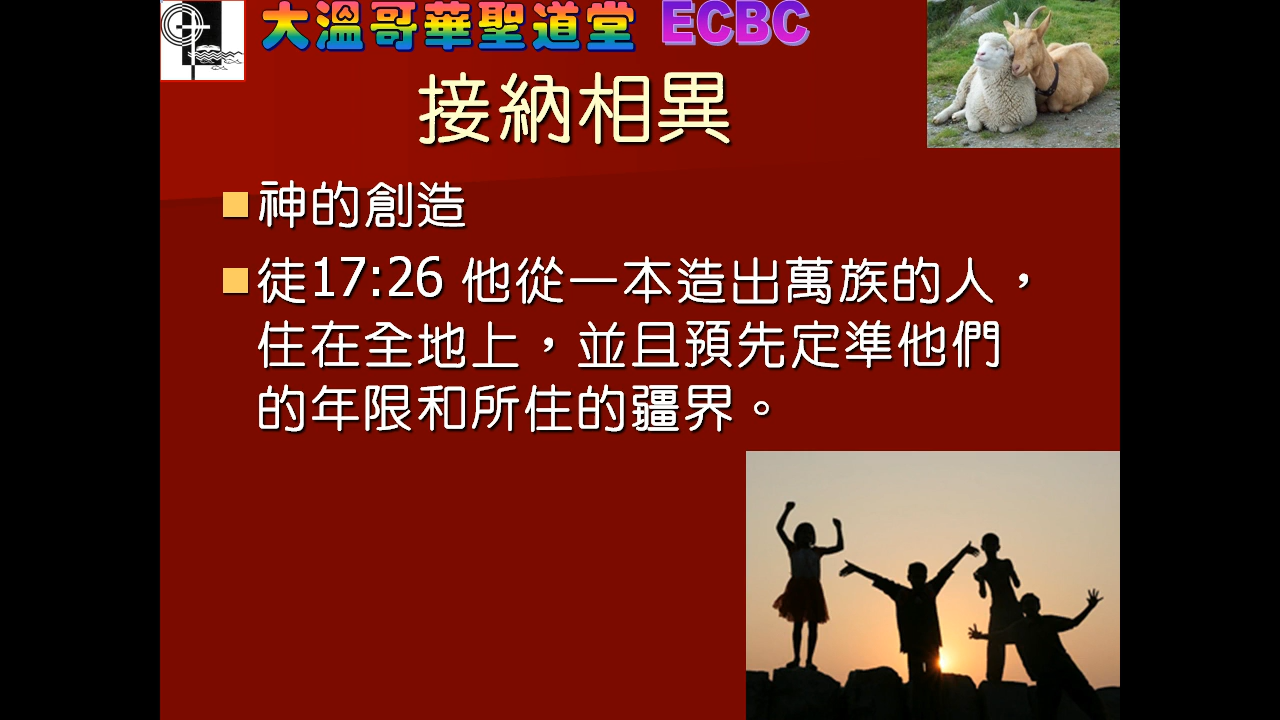 大溫哥華聖道堂 ECBC
接納相異
神的創造
徒17:26 他從一本造出萬族的人，
住在全地上，並且預先定準他們
的年限和所住的疆界。